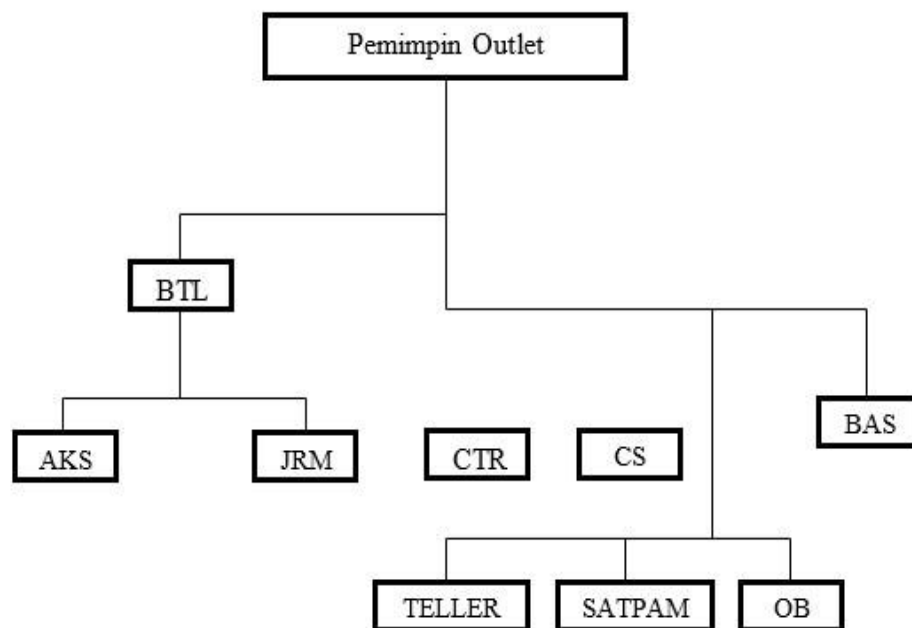 Pemimpin Outlet
BTL
BAS
AKS
JRM
CTR
CS
TELLER
SATPAM
OB